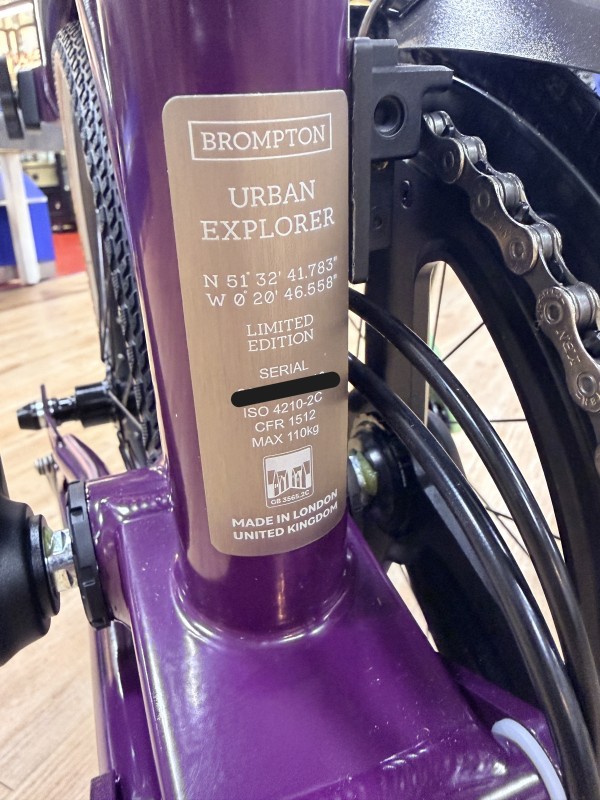 BROMPTON
URBAN
EXPLORER
N 51° 32' 41.783"
W 0° 20' 46.558"
LIMITED
EDITION
SERIAL
ISO 4210-2C
CFR 1512
MAX 110kg
GB 3565.2C
MADE IN LONDON
UNITED KINGDOM